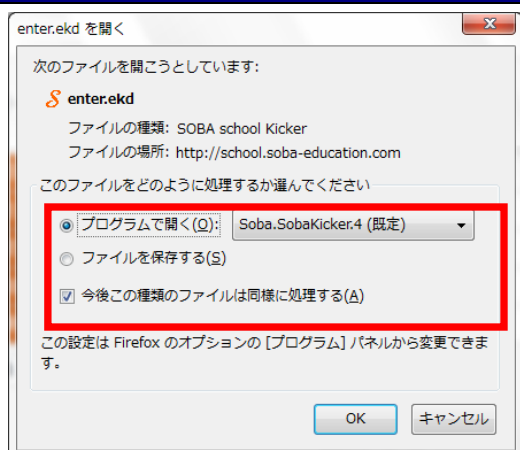 enter.ekd を開く
次のファイルを開こうとしています:
enter.ekd
ファイルの種類: SOBA school Kicker
ファイルの場所: http://school.soba-education.com
このファイルをどのように処理するか選んでください
プログラムで開く(O): Soba.SobaKicker.4 (既定)
ファイルを保存する(S)
今後この種類のファイルは同様に処理する(A)
この設定は Firefox のオプションの [プログラム] パネルから変更できま
す。
OK キャンセル